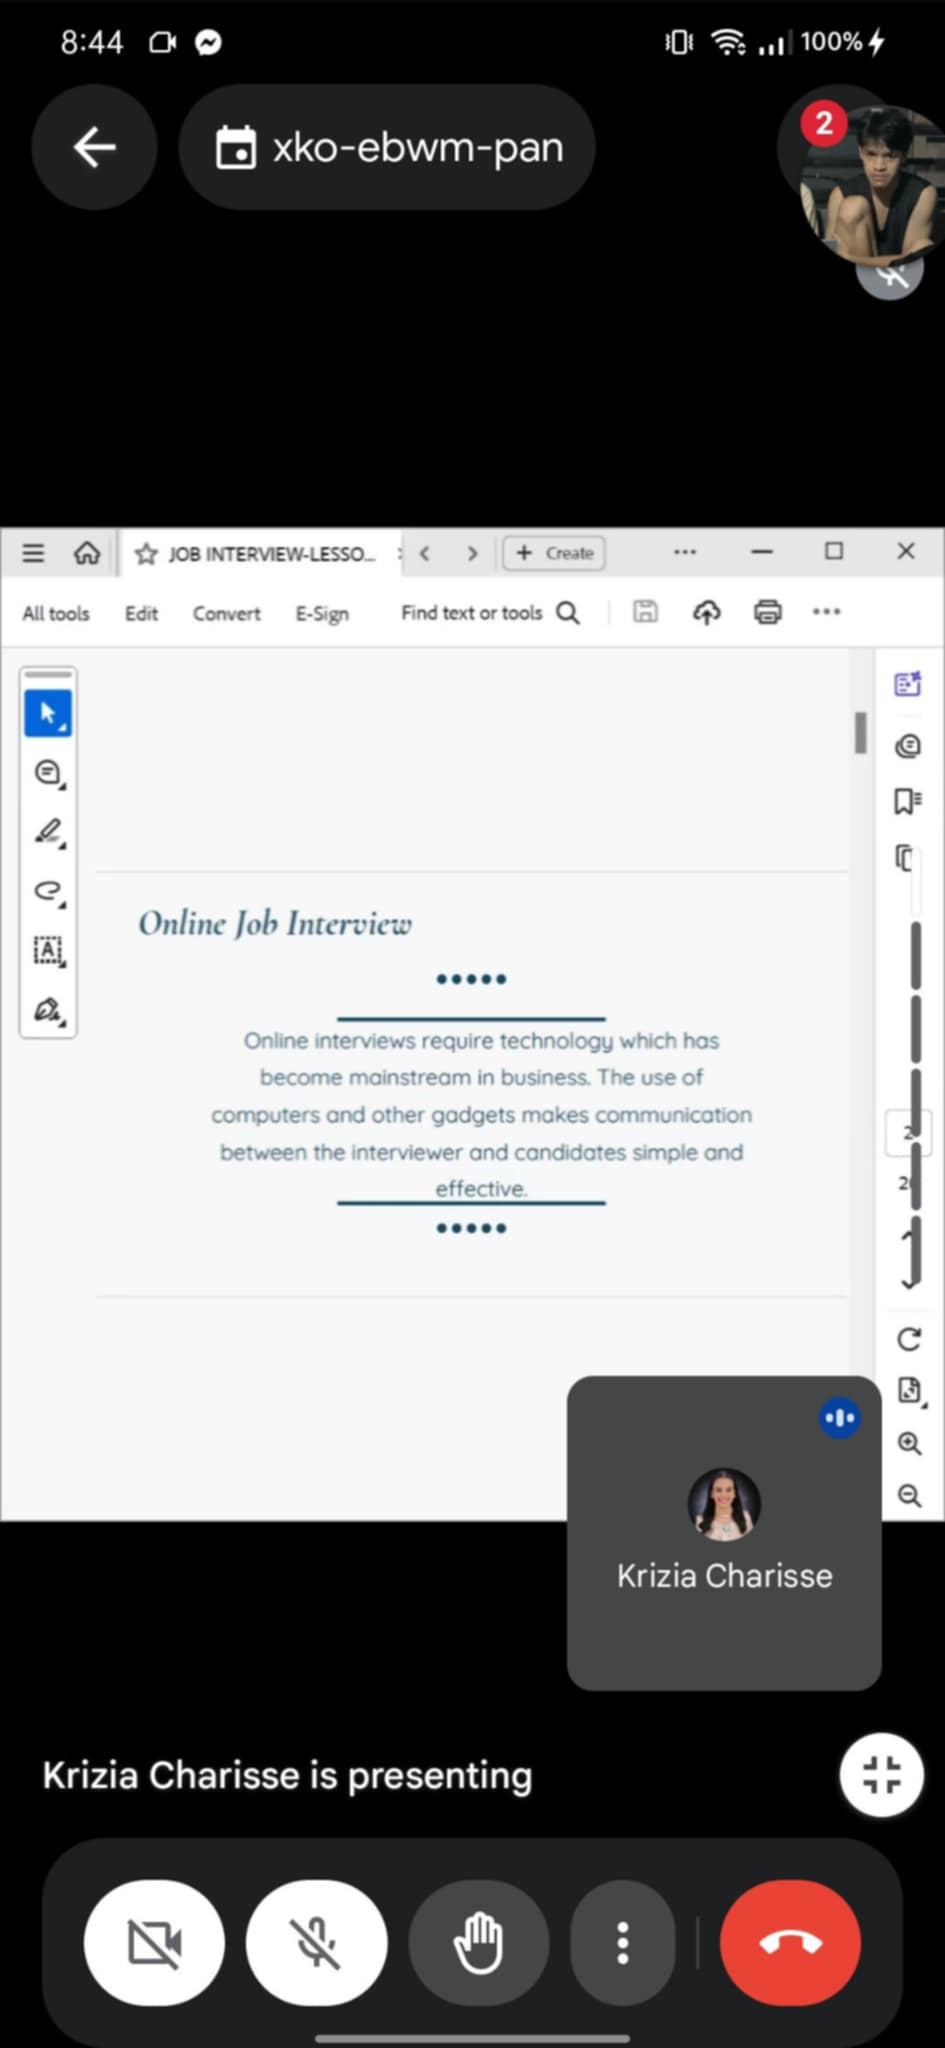 8:44
100%
xko-ebwm-pan
2
JOB INTERVIEW-LESSO...
+ Create
All tools
Edit
Convert
E-Sign
Find text or tools
Online Job Interview
Online interviews require technology which has
become mainstream in business. The use of
computers and other gadgets makes communication
between the interviewer and candidates simple and
effective.
Krizia Charisse
Krizia Charisse is presenting